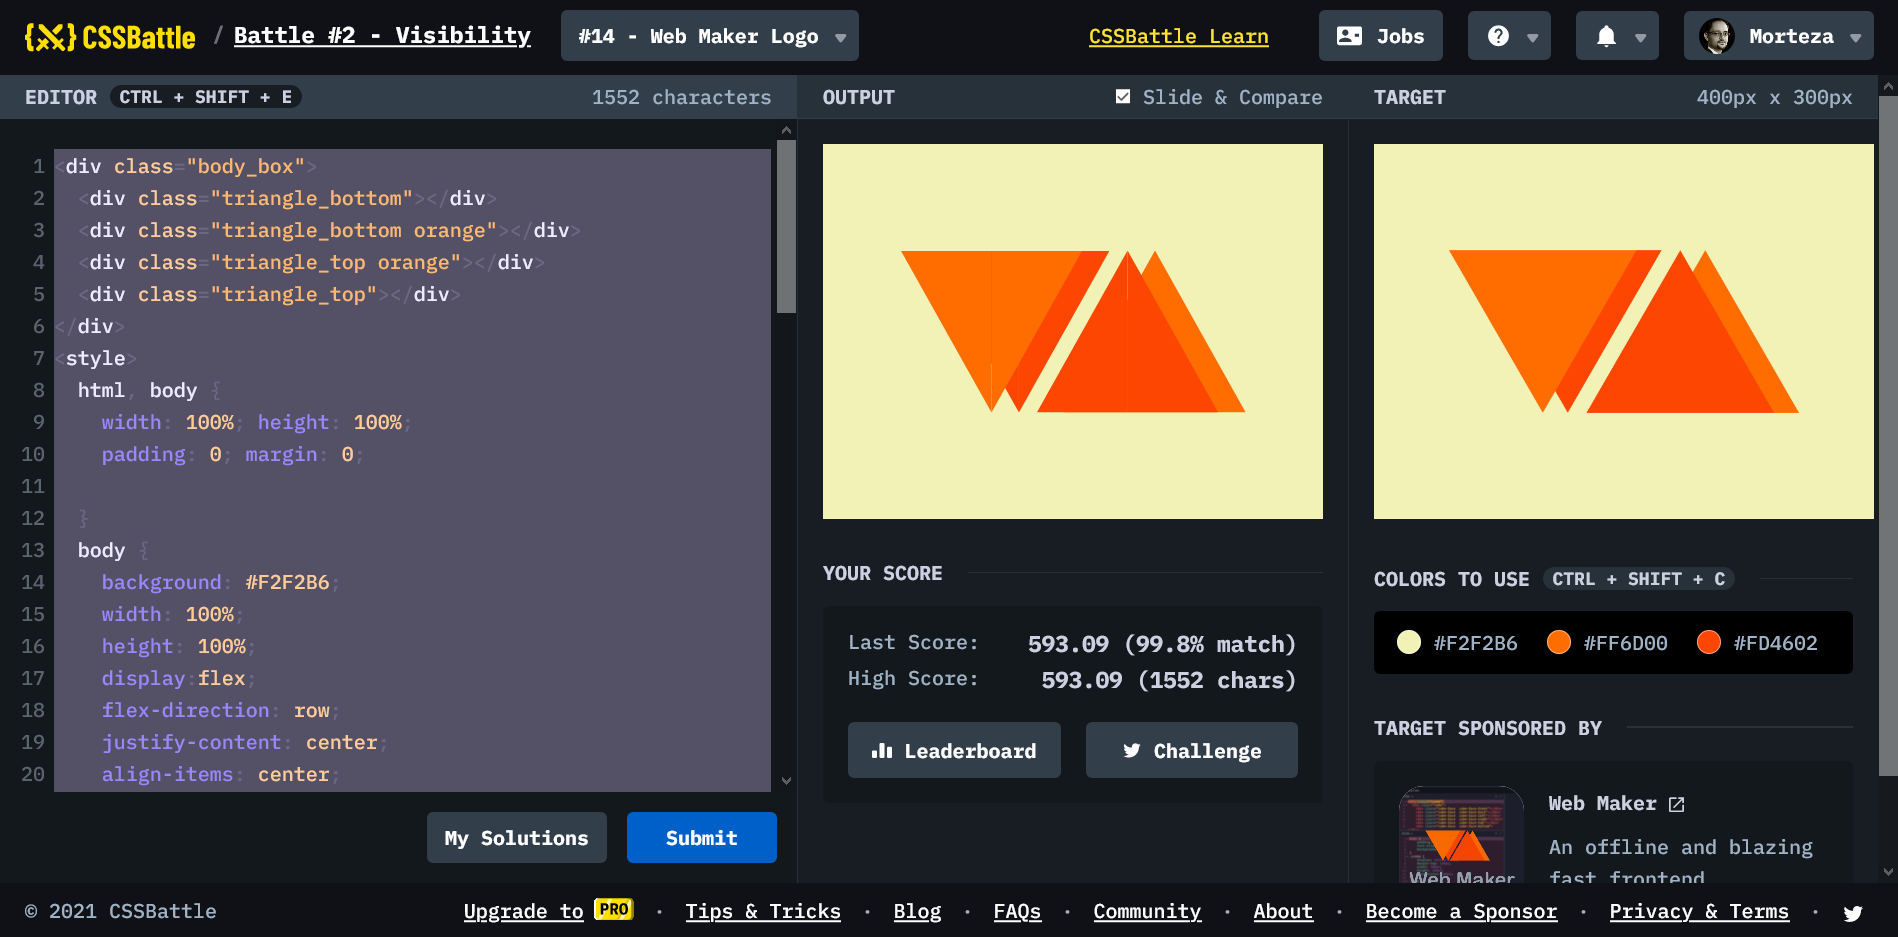 CSSBattle / Battle #2 - Visibility #14 - Web Maker Logo CSSBattle Learn Jobs Morteza
EDITOR CTRL + SHIFT + E 1552 characters
1 <div class="body_box">
2 <div class="triangle_bottom"></div>
3 <div class="triangle_bottom orange"></div>
4 <div class="triangle_top orange"></div>
5 <div class="triangle_top"></div>
6 </div>
7 <style>
8 html, body {
9 width: 100%; height: 100%;
10 padding: 0; margin: 0;
11
12 }
13 body {
14 background: #F2F2B6;
15 width: 100%;
16 height: 100%;
17 display:flex;
18 flex-direction: row;
19 justify-content: center;
20 align-items: center;
My Solutions Submit
OUTPUT Slide & Compare
YOUR SCORE
Last Score: 593.09 (99.8% match)
High Score: 593.09 (1552 chars)
Leaderboard Challenge
TARGET 400px x 300px
COLORS TO USE CTRL + SHIFT + C
#F2F2B6 #FF6D00 #FD4602
TARGET SPONSORED BY
Web Maker
Web Maker
An offline and blazing
fast frontend
© 2021 CSSBattle Upgrade to PRO · Tips & Tricks · Blog · FAQs · Community · About · Become a Sponsor · Privacy & Terms ·